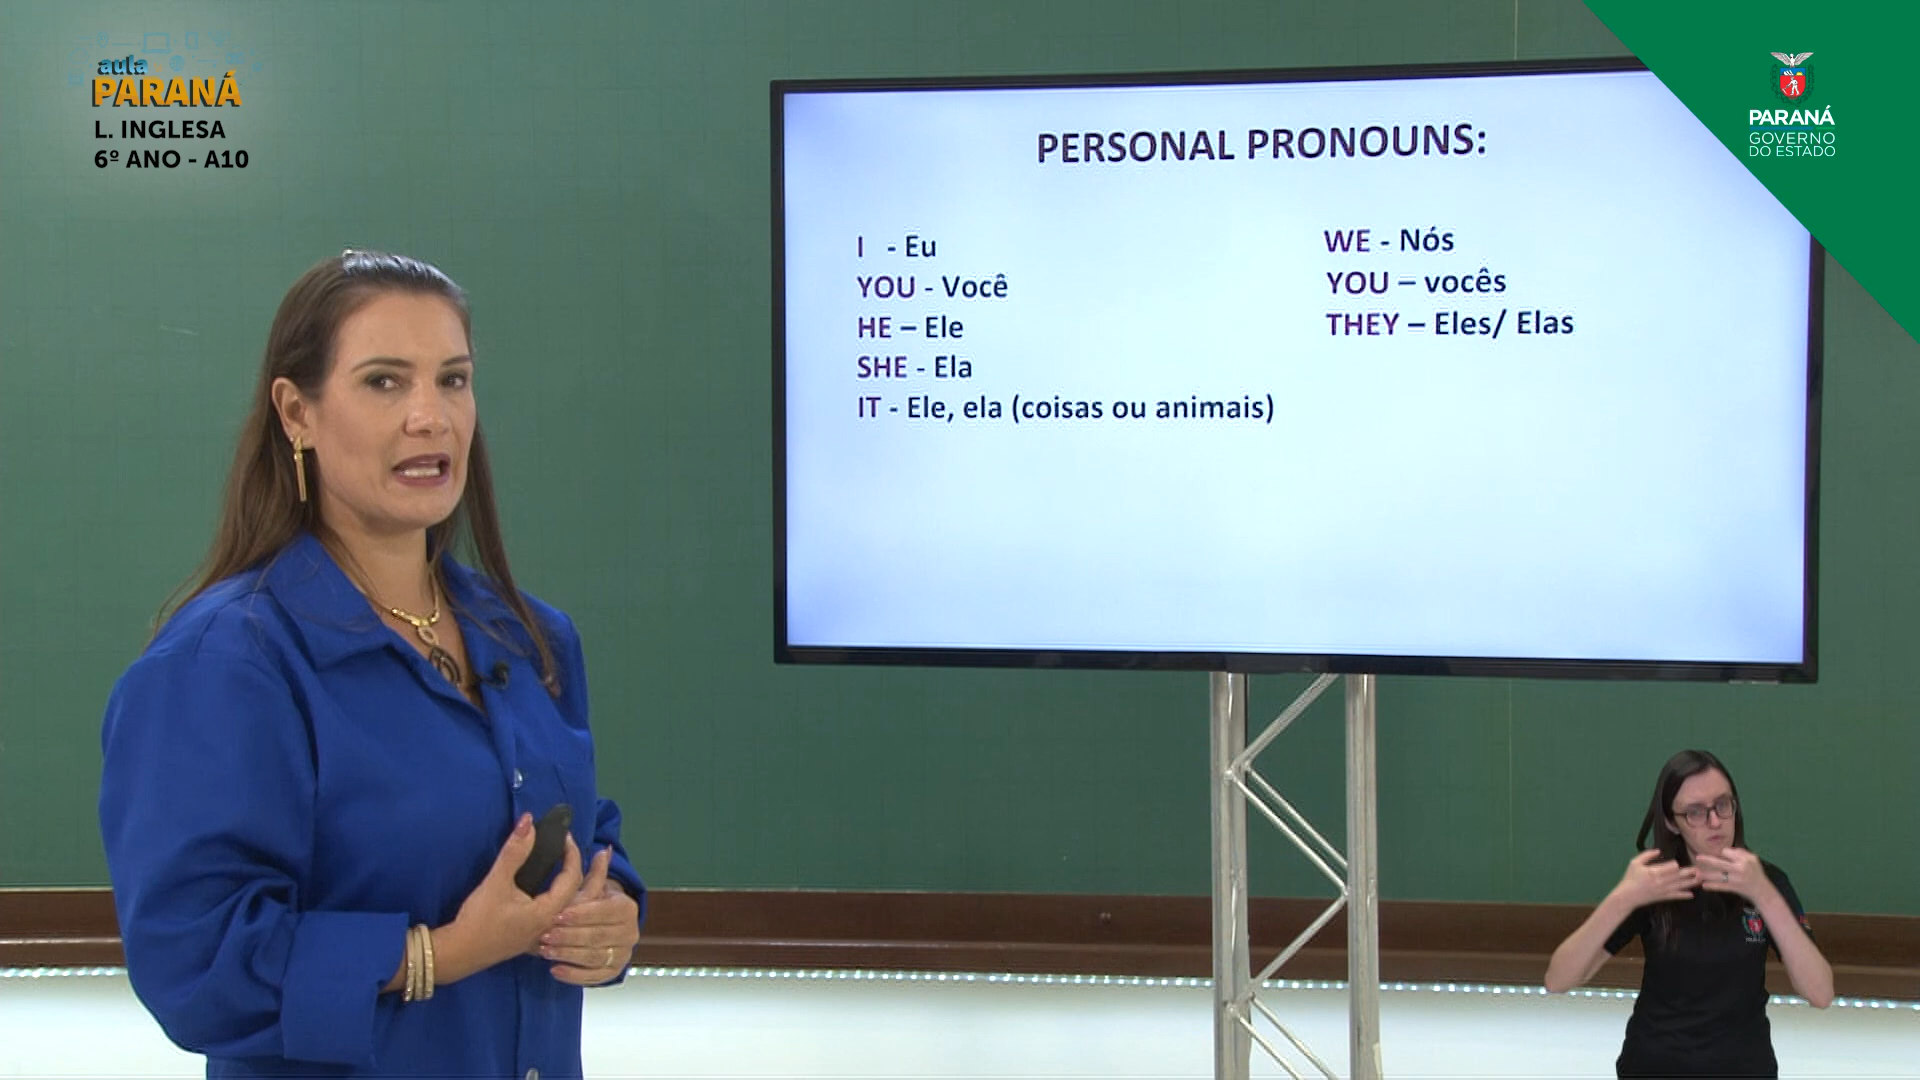 aula
PARANÁ
L. INGLESA
6º ANO - A10
PERSONAL PRONOUNS:
I - Eu
YOU - Você
HE – Ele
SHE - Ela
IT - Ele, ela (coisas ou animais)
WE - Nós
YOU – vocês
THEY – Eles/ Elas
PARANÁ
GOVERNO
DO ESTADO